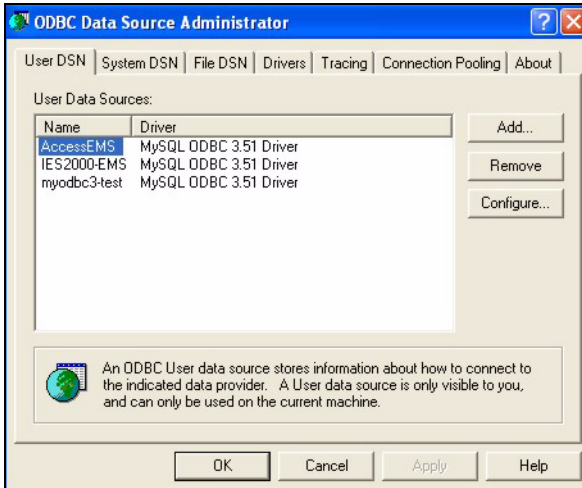 ODBC Data Source Administrator
User DSN System DSN File DSN Drivers Tracing Connection Pooling About
User Data Sources:
Name Driver
AccessEMS MySQL ODBC 3.51 Driver
IES2000-EMS MySQL ODBC 3.51 Driver
myodbc3-test MySQL ODBC 3.51 Driver
Add...
Remove
Configure...
An ODBC User data source stores information about how to connect to
the indicated data provider. A User data source is only visible to you,
and can only be used on the current machine.
OK Cancel Apply Help